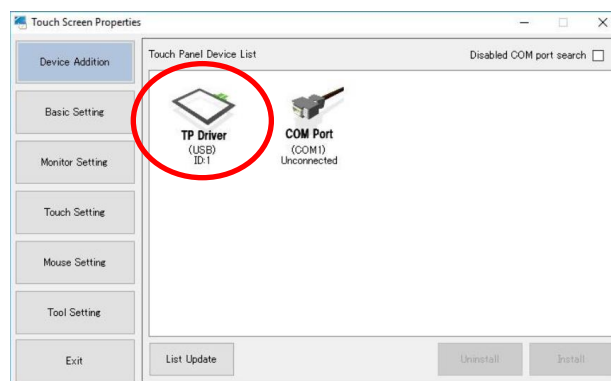 Touch Screen Properties
Device Addition
Basic Setting
Monitor Setting
Touch Setting
Mouse Setting
Tool Setting
Exit
Touch Panel Device List
Disabled COM port search
TP Driver
(USB)
ID:1
COM Port
(COM1)
Unconnected
List Update
Uninstall
Install